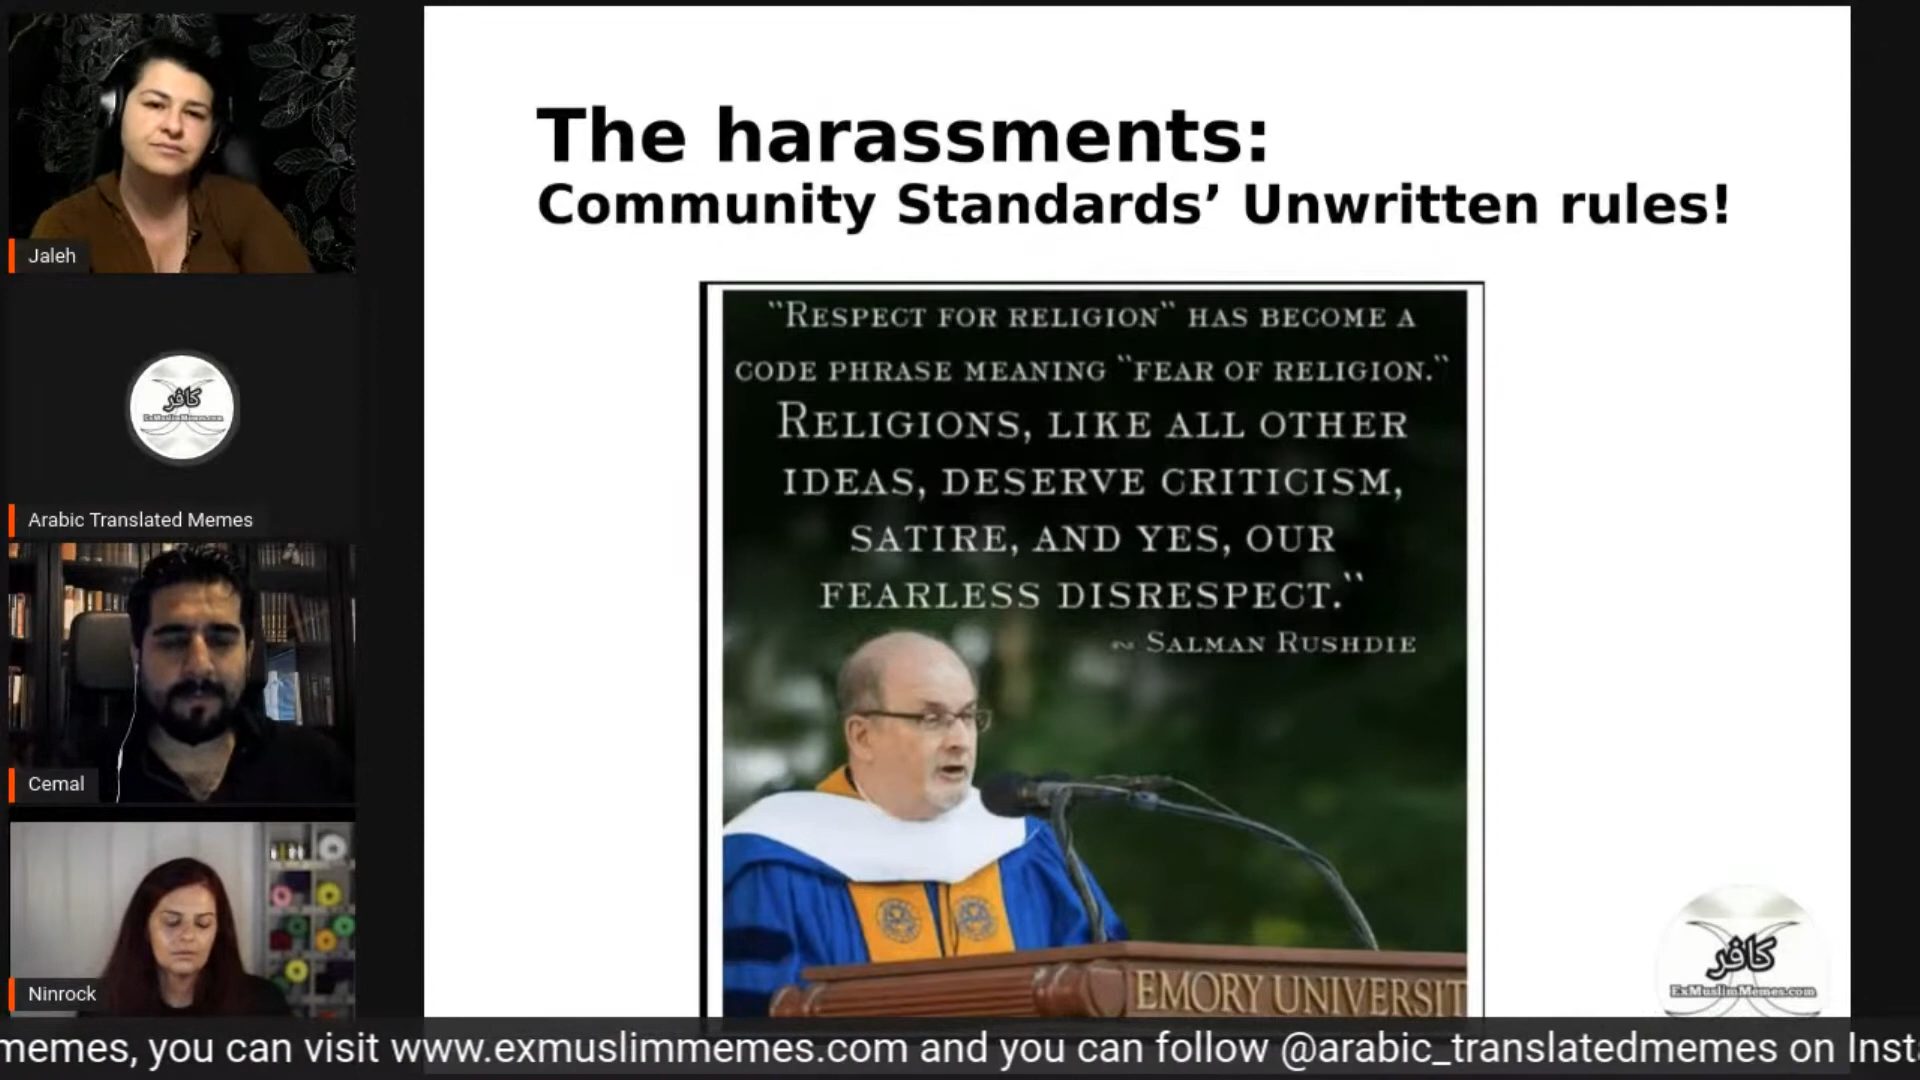 Jaleh
كافر
ExMuslimMemes.com
Arabic Translated Memes
Cemal
Ninrock
The harassments:
Community Standards’ Unwritten rules!
``Respect for religion`` has become a
code phrase meaning ``fear of religion.``
Religions, like all other
ideas, deserve criticism,
satire, and yes, our
fearless disrespect.``
~ Salman Rushdie
EMORY UNIVERSIT
كافر
ExMuslimMemes.com
memes, you can visit www.exmuslimmemes.com and you can follow @arabic_translatedmemes on Inst